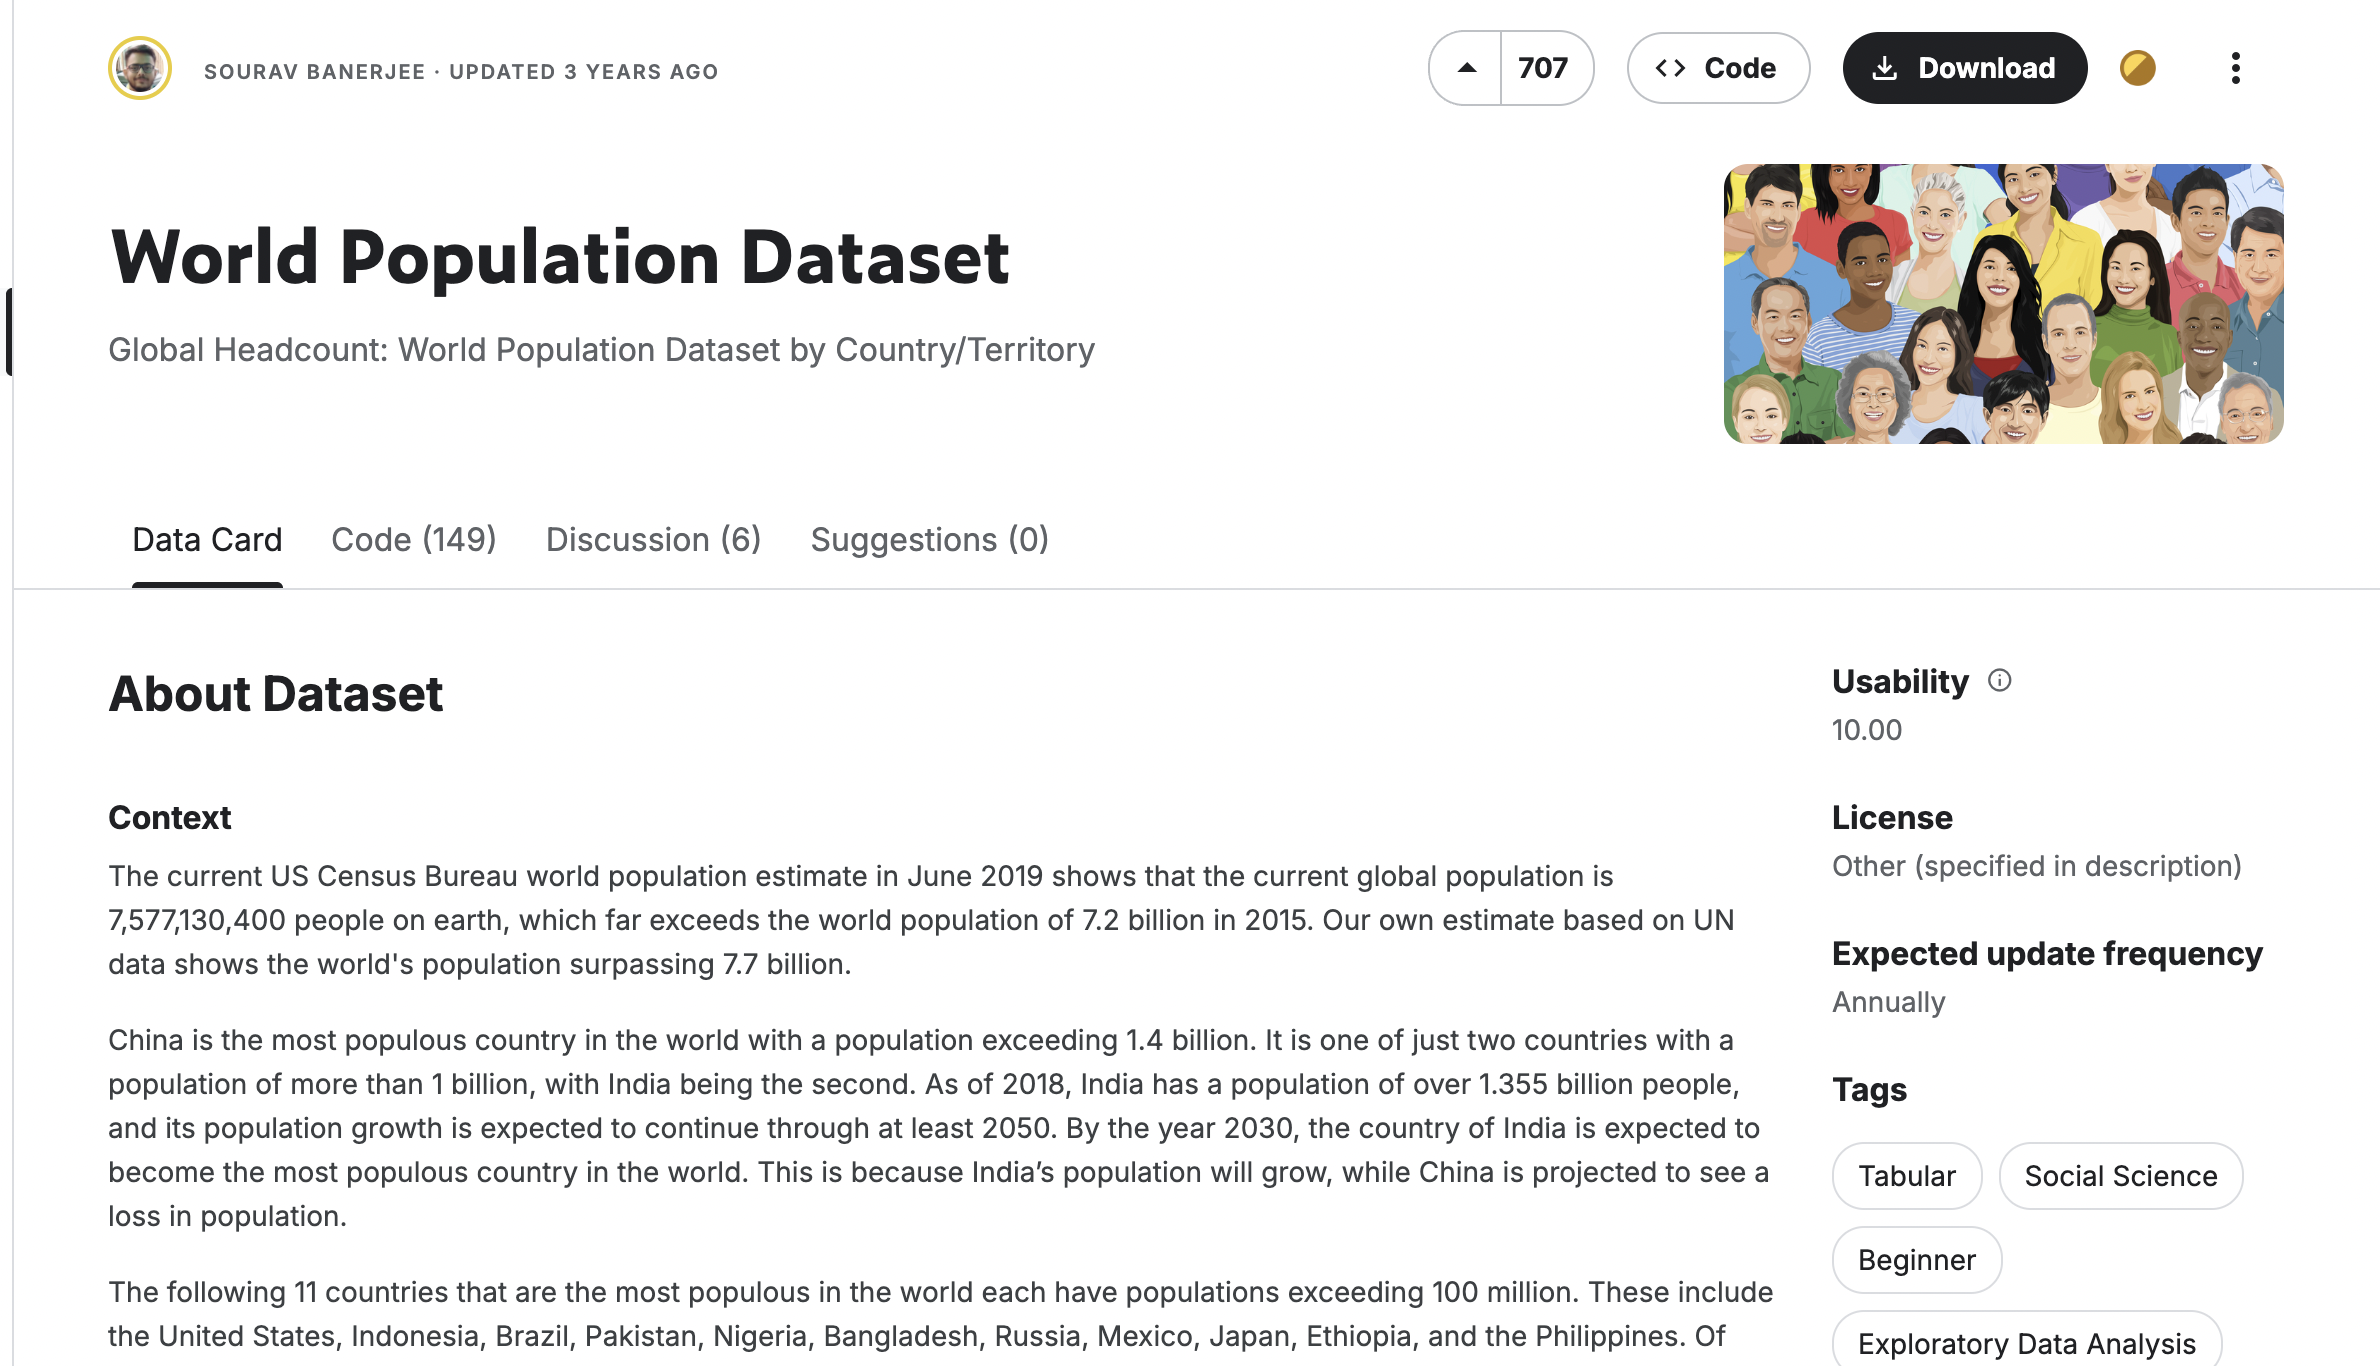 SOURAV BANERJEE · UPDATED 3 YEARS AGO
707
Code
Download
World Population Dataset
Global Headcount: World Population Dataset by Country/Territory
Data Card
Code (149)
Discussion (6)
Suggestions (0)
About Dataset
Context
The current US Census Bureau world population estimate in June 2019 shows that the current global population is
7,577,130,400 people on earth, which far exceeds the world population of 7.2 billion in 2015. Our own estimate based on UN
data shows the world's population surpassing 7.7 billion.
China is the most populous country in the world with a population exceeding 1.4 billion. It is one of just two countries with a
population of more than 1 billion, with India being the second. As of 2018, India has a population of over 1.355 billion people,
and its population growth is expected to continue through at least 2050. By the year 2030, the country of India is expected to
become the most populous country in the world. This is because India’s population will grow, while China is projected to see a
loss in population.
The following 11 countries that are the most populous in the world each have populations exceeding 100 million. These include
the United States, Indonesia, Brazil, Pakistan, Nigeria, Bangladesh, Russia, Mexico, Japan, Ethiopia, and the Philippines. Of
Usability
10.00
License
Other (specified in description)
Expected update frequency
Annually
Tags
Tabular
Social Science
Beginner
Exploratory Data Analysis